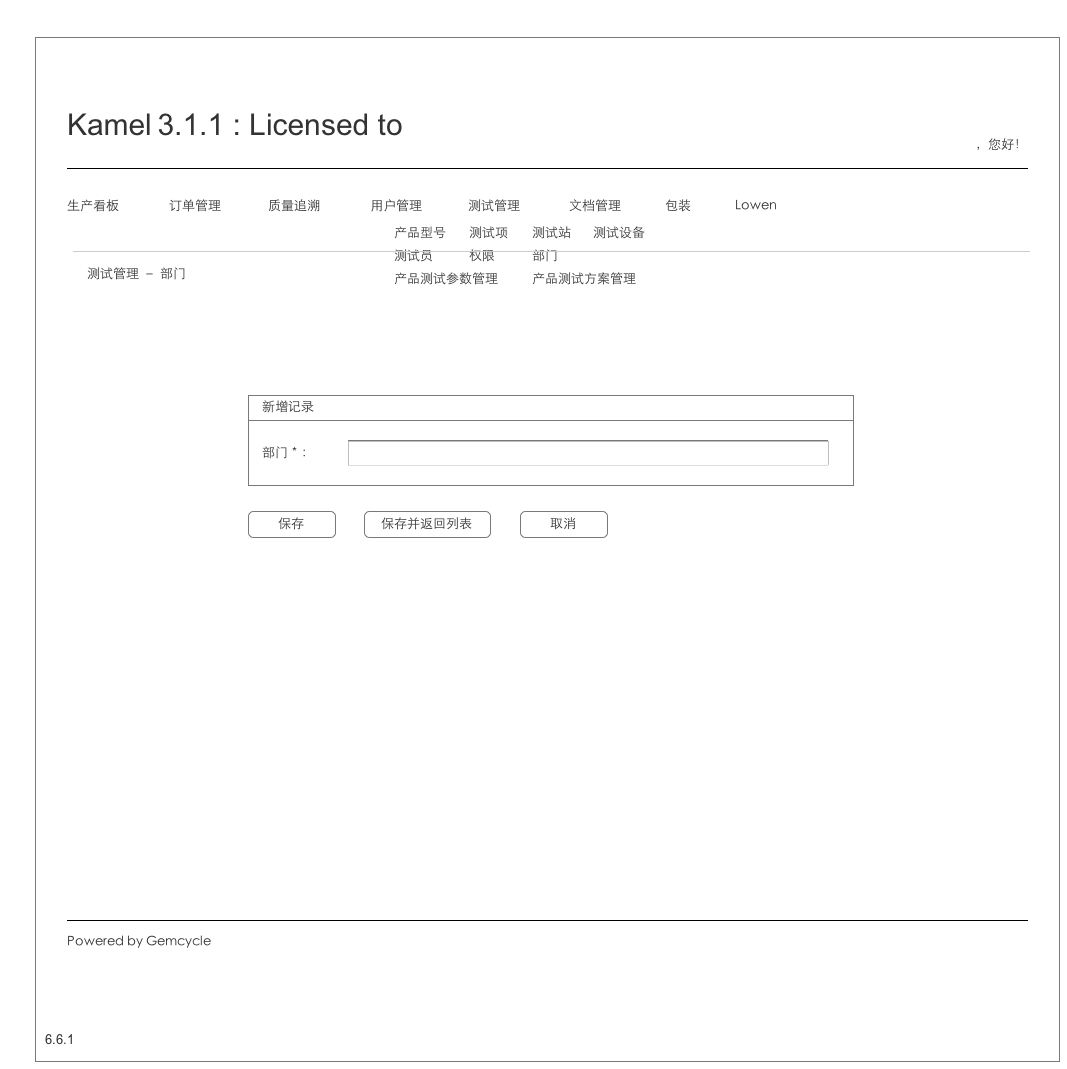 Kamel 3.1.1 : Licensed to
，您好!
生产看板 订单管理 质量追溯 用户管理 测试管理 文档管理 包装 Lowen
产品型号 测试项 测试站 测试设备
测试员 权限 部门
测试管理 – 部门
产品测试参数管理 产品测试方案管理
新增记录
部门 * :
保存 保存并返回列表 取消
Powered by Gemcycle
6.6.1